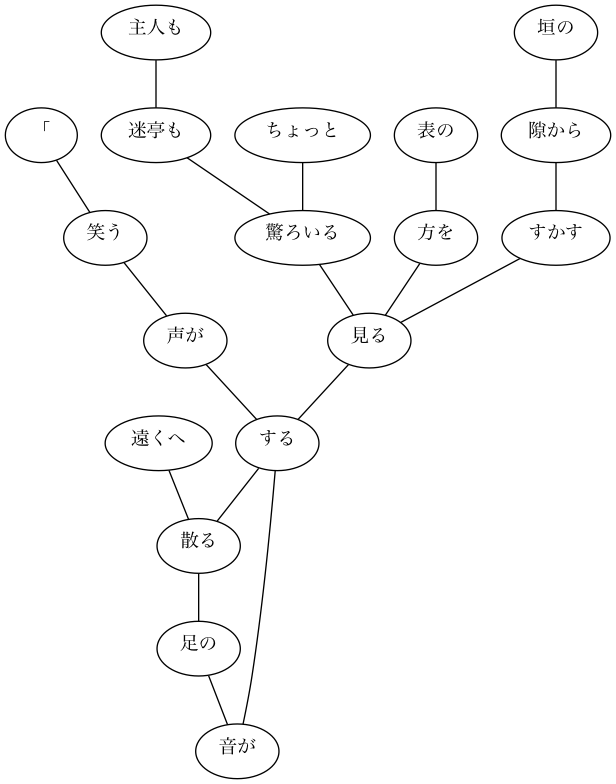 主人も
垣の
「
迷亭も
ちょっと
表の
隙から
笑う
驚ろいる
方を
すかす
声が
見る
遠くへ
する
散る
足の
音が